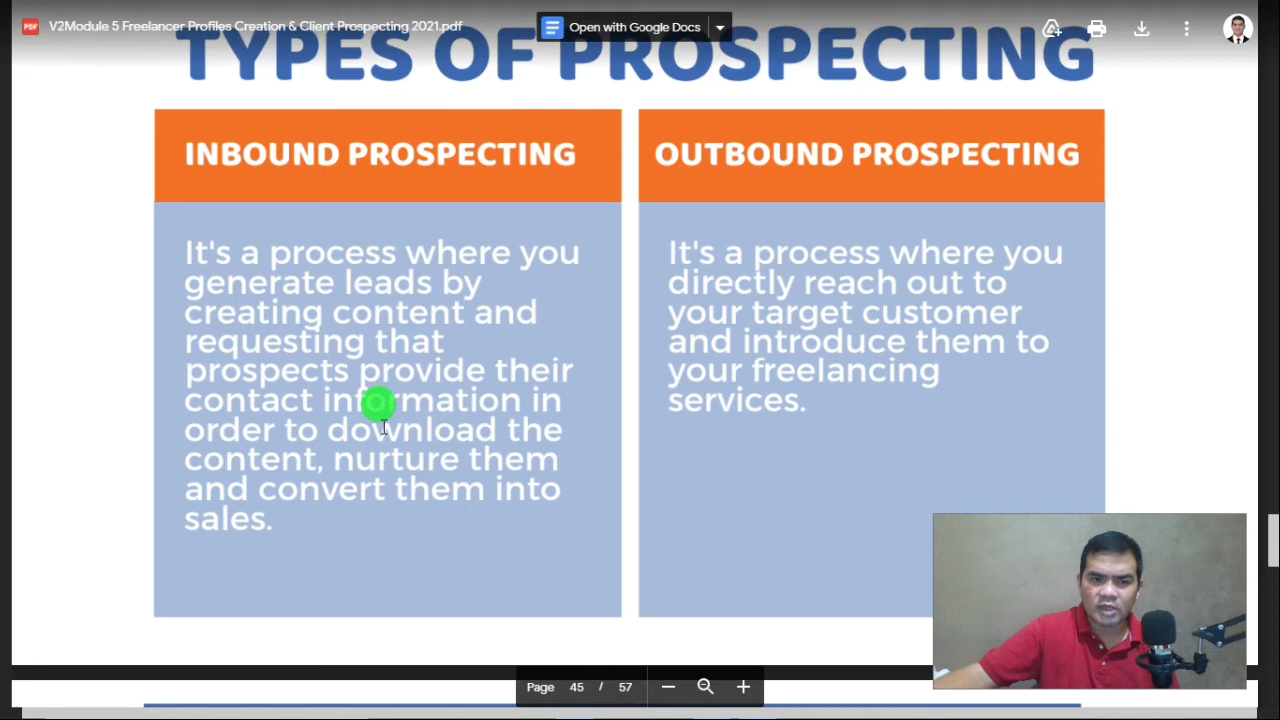 V2Module 5 Freelancer Profiles Creation & Client Prospecting 2021.pdf
Open with Google Docs
TYPES OF PROSPECTING
INBOUND PROSPECTING
It's a process where you
generate leads by
creating content and
requesting that
prospects provide their
contact information in
order to download the
content, nurture them
and convert them into
sales.
OUTBOUND PROSPECTING
It's a process where you
directly reach out to
your target customer
and introduce them to
your freelancing
services.
Page 45 / 57